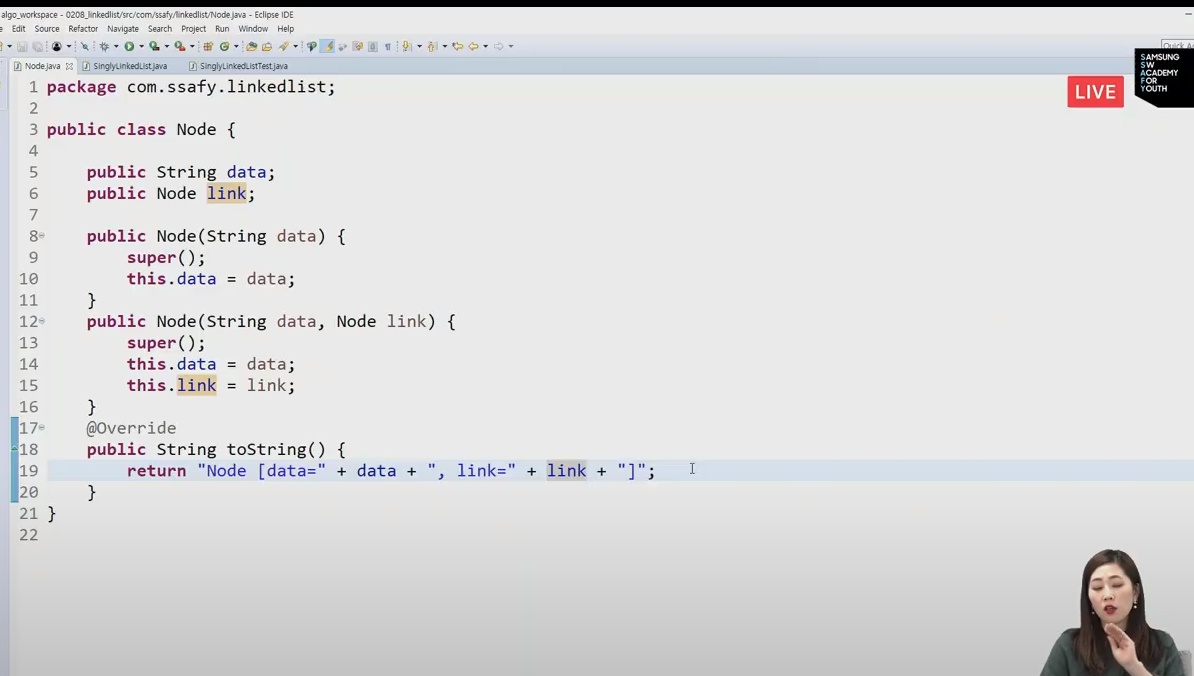 algo_workspace - 0208_linkedlist/src/com/ssafy/linkedlist/Node.java - Eclipse IDE
Edit Source Refactor Navigate Search Project Run Window Help
Quick
Node.java SinglyLinkedList.java SinglyLinkedListTest.java
SAMSUNG
SW
ACADEMY
FOR
YOUTH
LIVE
1 package com.ssafy.linkedlist;
2
3 public class Node {
4
5 public String data;
6 public Node link;
7
8 public Node(String data) {
9 super();
10 this.data = data;
11 }
12 public Node(String data, Node link) {
13 super();
14 this.data = data;
15 this.link = link;
16 }
17 @Override
18 public String toString() {
19 return "Node [data=" + data + ", link=" + link + "]";
20 }
21 }
22